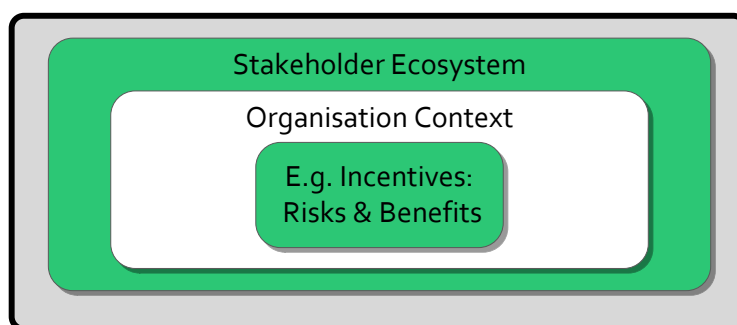 Stakeholder Ecosystem
Organisation Context
E.g. Incentives:
Risks & Benefits